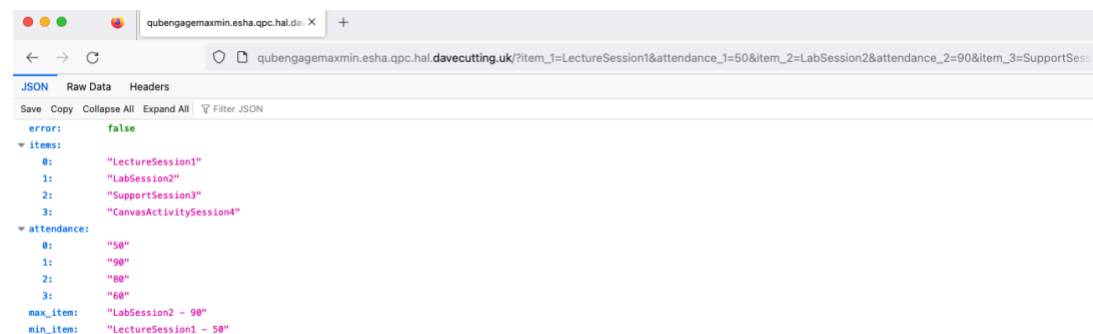 qubengagemaxmin.esha.qpc.hal.dav
qubengagemaxmin.esha.qpc.hal.davecutting.uk/?item_1=LectureSession1&attendance_1=50&item_2=LabSession2&attendance_2=90&item_3=SupportSess
JSON Raw Data Headers
Save Copy Collapse All Expand All Filter JSON
error: false
items:
0: "LectureSession1"
1: "LabSession2"
2: "SupportSession3"
3: "CanvasActivitySession4"
attendance:
0: "50"
1: "90"
2: "80"
3: "60"
max_item: "LabSession2 - 90"
min_item: "LectureSession1 - 50"